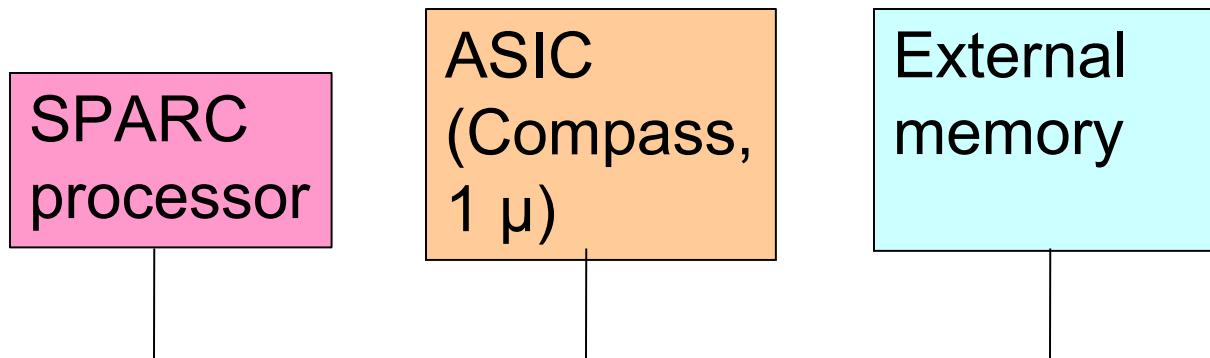 SPARC
processor
ASIC
(Compass,
1 µ)
External
memory